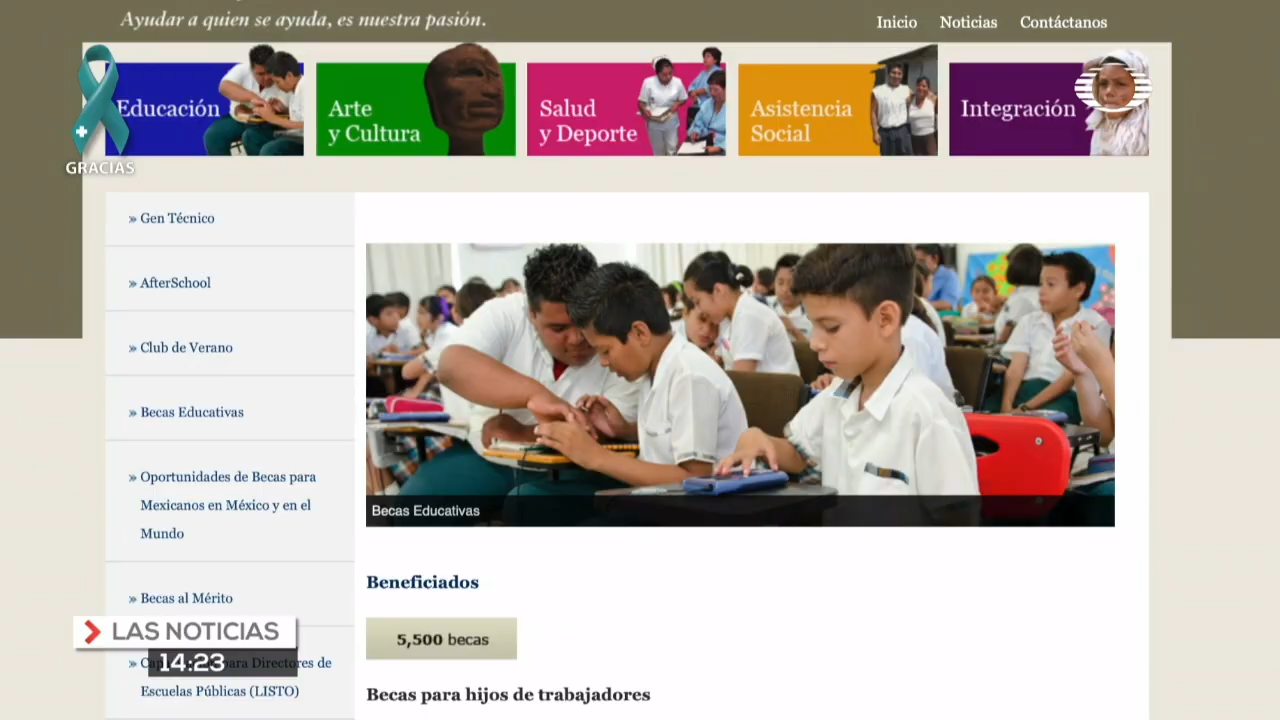 Ayudar a quien se ayuda, es nuestra pasión.
Inicio Noticias Contáctanos
Educación
Arte
y Cultura
Salud
y Deporte
Asistencia
Social
Integración
GRACIAS
» Gen Técnico
» AfterSchool
» Club de Verano
» Becas Educativas
» Oportunidades de Becas para
Mexicanos en México y en el
Mundo
» Becas al Mérito
» para Directores de
Escuelas Públicas (LISTO)
Becas Educativas
Beneficiados
5,500 becas
Becas para hijos de trabajadores
LAS NOTICIAS
14:23